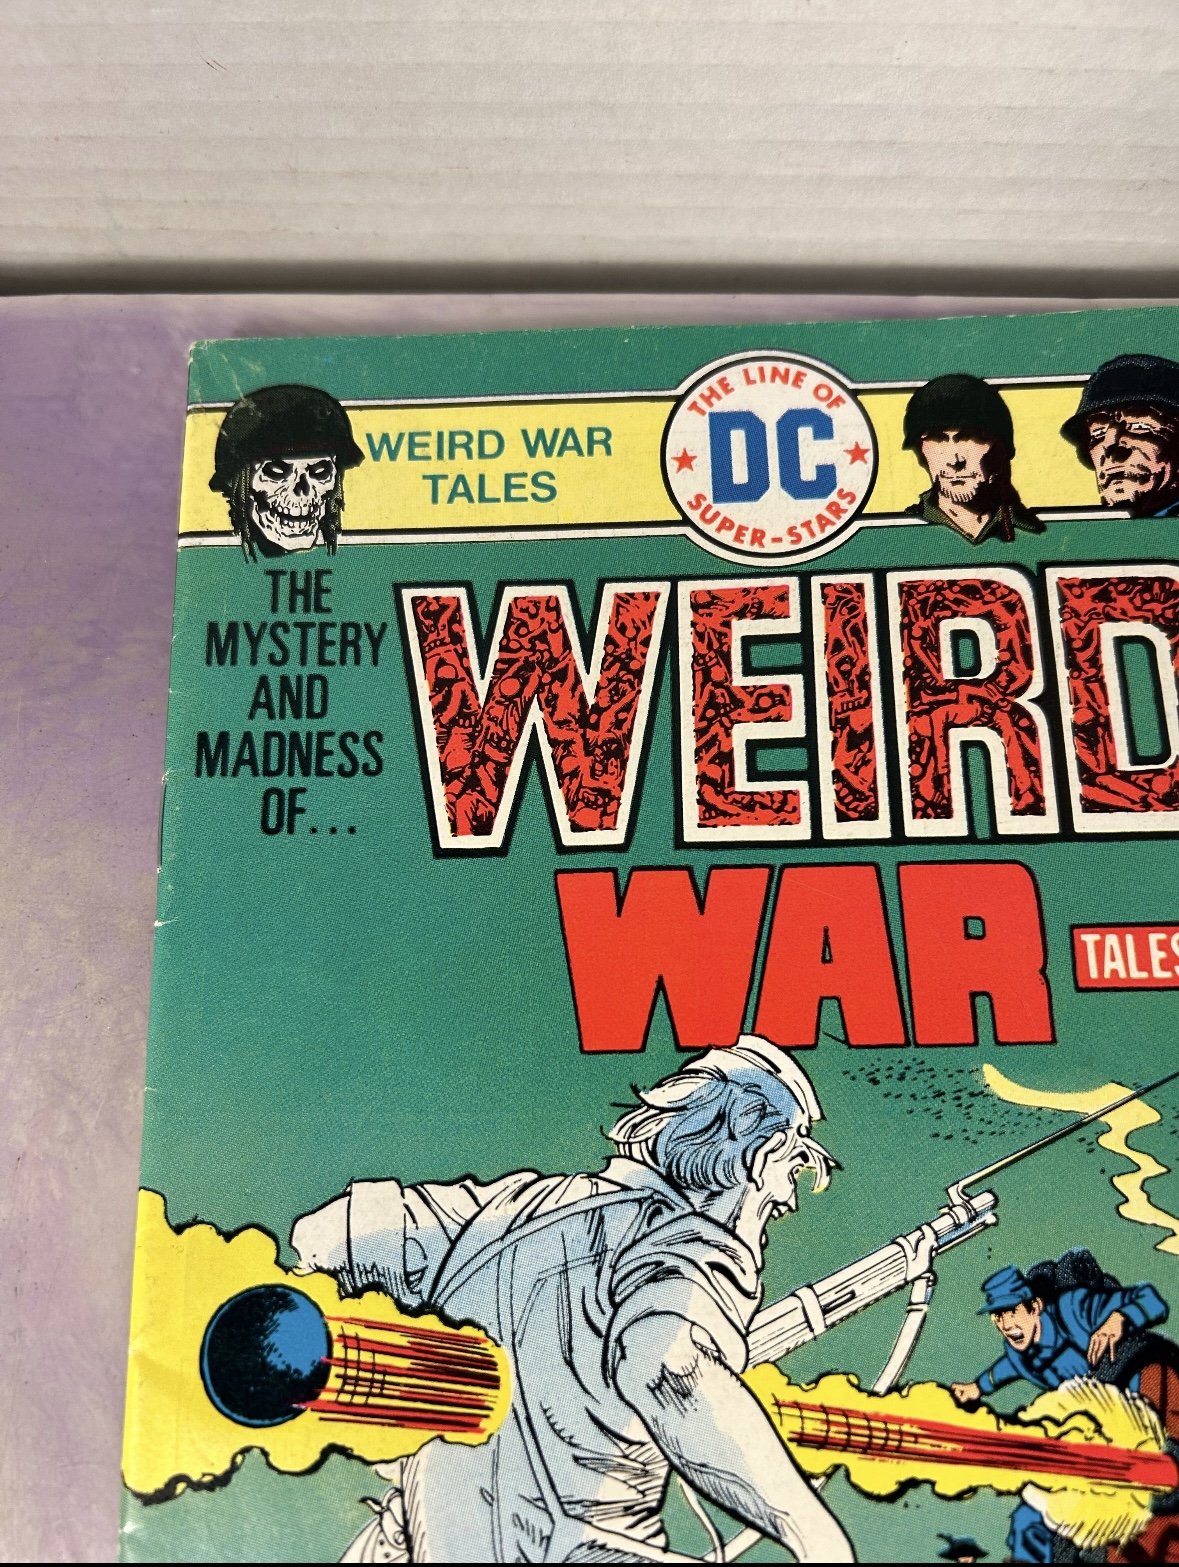 WEIRD WAR
TALES
THE LINE OF
DC
SUPER-STARS
THE
MYSTERY
AND
MADNESS
OF...
WEIRD
WAR
TALES